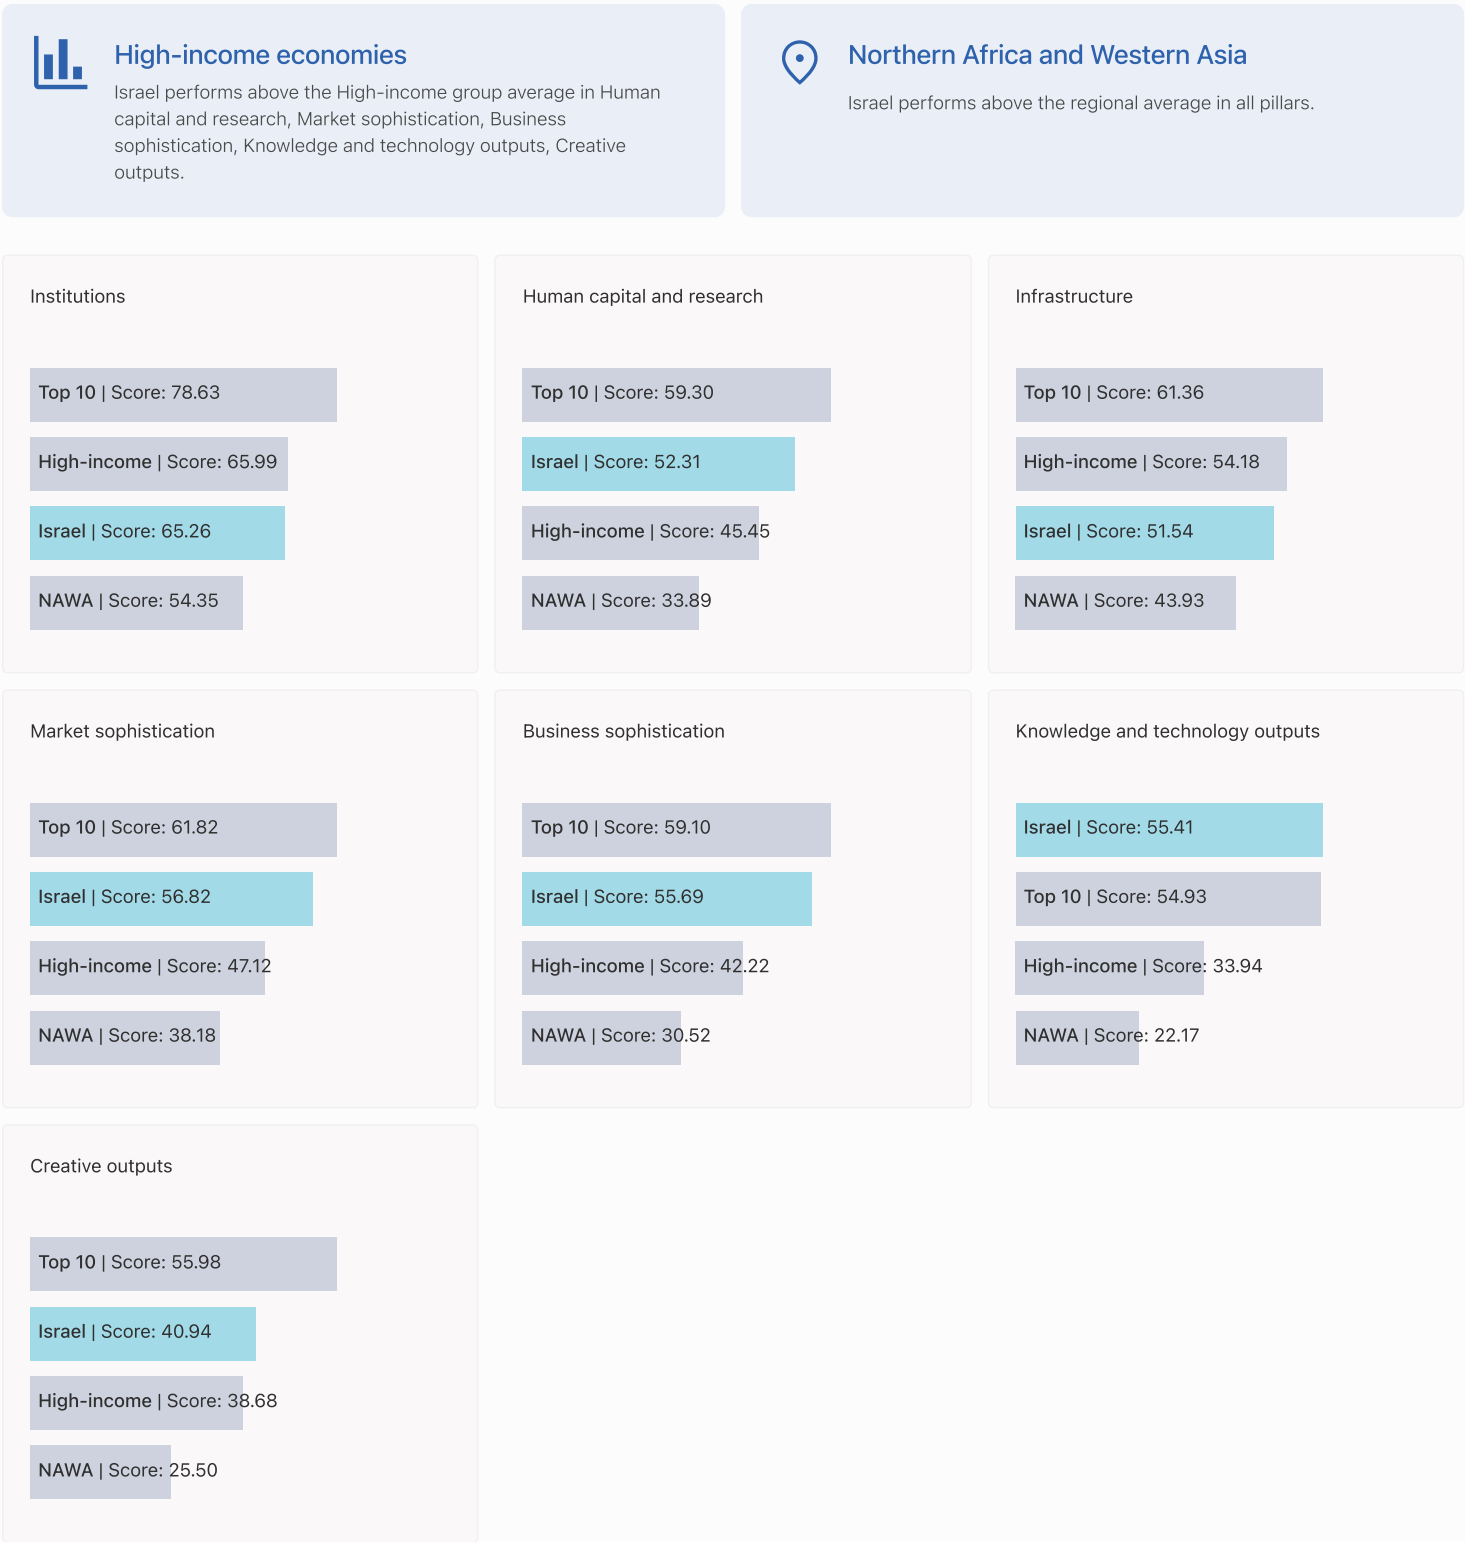 High-income economies
Israel performs above the High-income group average in Human
capital and research, Market sophistication, Business
sophistication, Knowledge and technology outputs, Creative
outputs.
Northern Africa and Western Asia
Israel performs above the regional average in all pillars.
Institutions
Top 10 | Score: 78.63
High-income | Score: 65.99
Israel | Score: 65.26
NAWA | Score: 54.35
Human capital and research
Top 10 | Score: 59.30
Israel | Score: 52.31
High-income | Score: 45.45
NAWA | Score: 33.89
Infrastructure
Top 10 | Score: 61.36
High-income | Score: 54.18
Israel | Score: 51.54
NAWA | Score: 43.93
Market sophistication
Top 10 | Score: 61.82
Israel | Score: 56.82
High-income | Score: 47.12
NAWA | Score: 38.18
Business sophistication
Top 10 | Score: 59.10
Israel | Score: 55.69
High-income | Score: 42.22
NAWA | Score: 30.52
Knowledge and technology outputs
Israel | Score: 55.41
Top 10 | Score: 54.93
High-income | Score: 33.94
NAWA | Score: 22.17
Creative outputs
Top 10 | Score: 55.98
Israel | Score: 40.94
High-income | Score: 38.68
NAWA | Score: 25.50